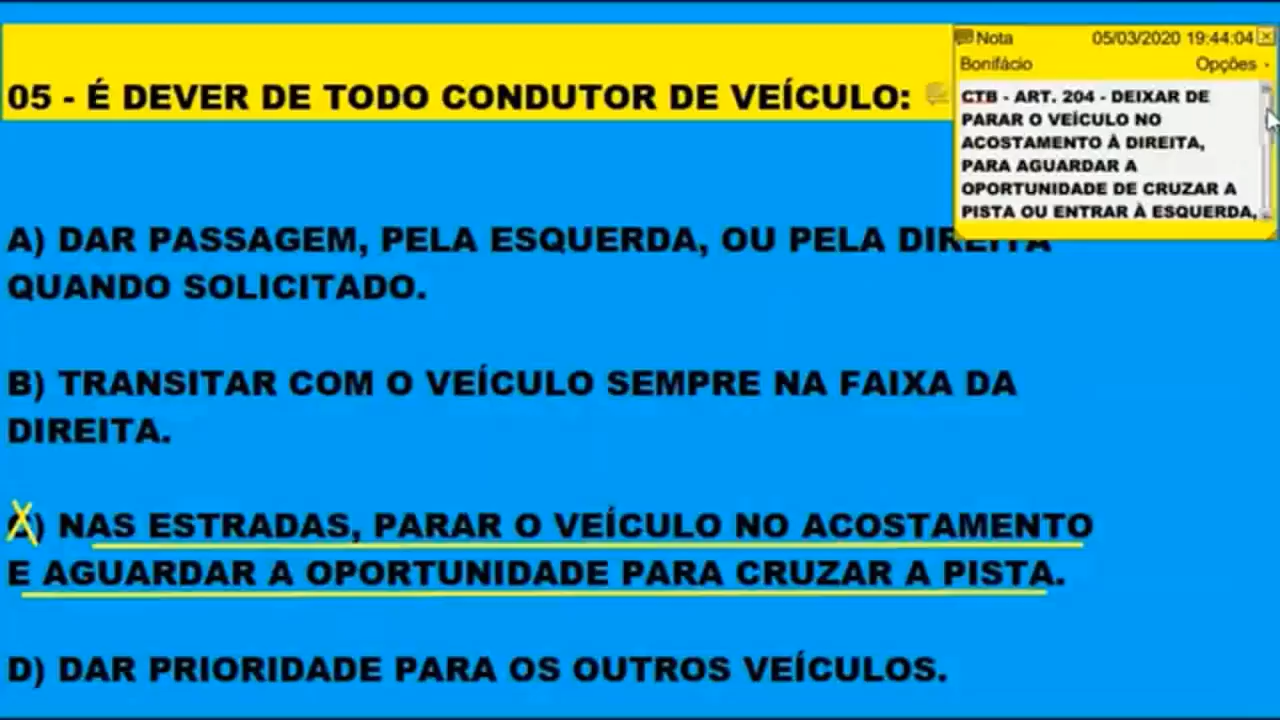 05 - É DEVER DE TODO CONDUTOR DE VEÍCULO:
Nota 05/03/2020 19:44:04
Bonifácio Opções
CTB - ART. 204 - DEIXAR DE
PARAR O VEÍCULO NO
ACOSTAMENTO À DIREITA,
PARA AGUARDAR A
OPORTUNIDADE DE CRUZAR A
PISTA OU ENTRAR À ESQUERDA,
A) DAR PASSAGEM, PELA ESQUERDA, OU PELA DIREITA
QUANDO SOLICITADO.
B) TRANSITAR COM O VEÍCULO SEMPRE NA FAIXA DA
DIREITA.
C) NAS ESTRADAS, PARAR O VEÍCULO NO ACOSTAMENTO
E AGUARDAR A OPORTUNIDADE PARA CRUZAR A PISTA.
D) DAR PRIORIDADE PARA OS OUTROS VEÍCULOS.